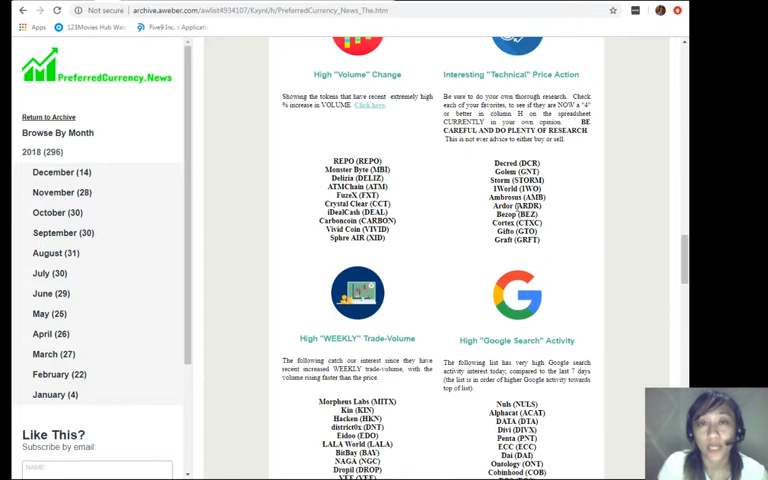 Not secure | archive.aweber.com/awlist4934107/Kxynl/h/PreferredCurrency_News_The.htm
Apps 123Movies Hub Wat Five9 Inc. : Applicati
PreferredCurrency.News
Return to Archive
Browse By Month
2018 (296)
December (14)
November (28)
October (30)
September (30)
August (31)
July (30)
June (29)
May (25)
April (26)
March (27)
February (22)
January (4)
Like This?
Subscribe by email:
NAME:
High "Volume" Change
Showing the tokens that have recent extremely high
% increase in VOLUME. Click here.
REPO (REPO)
Monster Byte (MBI)
Delizia (DELIZ)
ATMChain (ATM)
FuzeX (FXT)
Crystal Clear (CCT)
iDealCash (DEAL)
Carboncoin (CARBON)
Vivid Coin (VIVID)
Sphre AIR (XID)
Interesting "Technical" Price Action
Be sure to do your own thorough research. Check
each of your favorites, to see if they are NOW a "4"
or better in column H on the spreadsheet
CURRENTLY in your own opinion. BE
CAREFUL AND DO PLENTY OF RESEARCH.
This is not ever advice to either buy or sell.
Decred (DCR)
Golem (GNT)
Storm (STORM)
IWorld (IWO)
Ambrosus (AMB)
Ardor (ARDR)
Bezop (BEZ)
Cortex (CTXC)
Gifto (GTO)
Graft (GRFT)
High "WEEKLY" Trade-Volume
The following catch our interest since they have
recent increased WEEKLY trade-volume, with the
volume rising faster than the price.
Morpheus Labs (MITX)
Kin (KIN)
Hacken (HKN)
district0x (DNT)
Eidoo (EDO)
LALA World (LALA)
BitBay (BAY)
NAGA (NGC)
Dropil (DROP)
High "Google Search" Activity
The following list has very high Google search
activity interest today, compared to the last 7 days
(the list is in order of higher Google activity towards
top of list).
Nuls (NULS)
Alphacat (ACAT)
DATA (DTA)
Divi (DIVX)
Penta (PNT)
ECC (ECC)
Dai (DAI)
Ontology (ONT)
Cobinhood (COB)